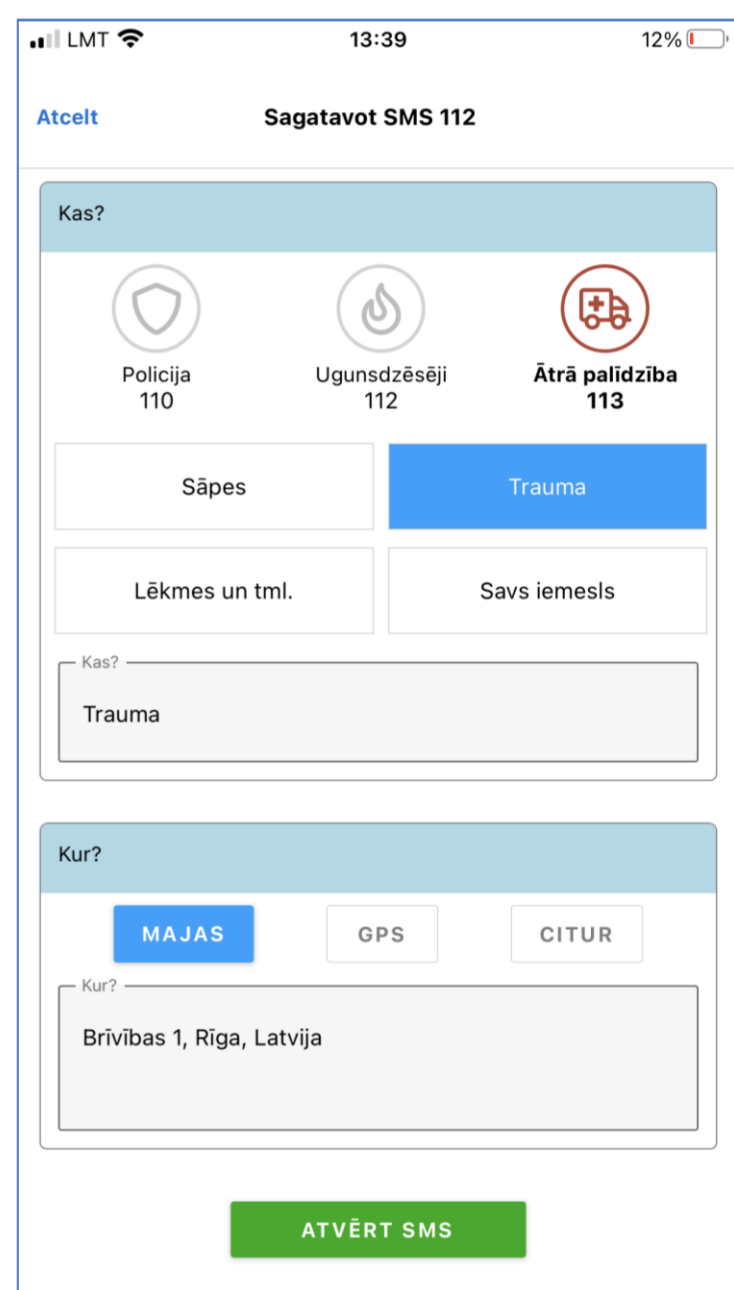 LMT 13:39 12%
Atcelt Sagatavot SMS 112
Kas?
Policija Ugunsdzēsēji Ātrā palīdzība
110 112 113
Sāpes Trauma
Lēkmes un tml. Savs iemesls
Kas?
Trauma
Kur?
MAJAS GPS CITUR
Kur?
Brīvības 1, Rīga, Latvija
ATVĒRT SMS